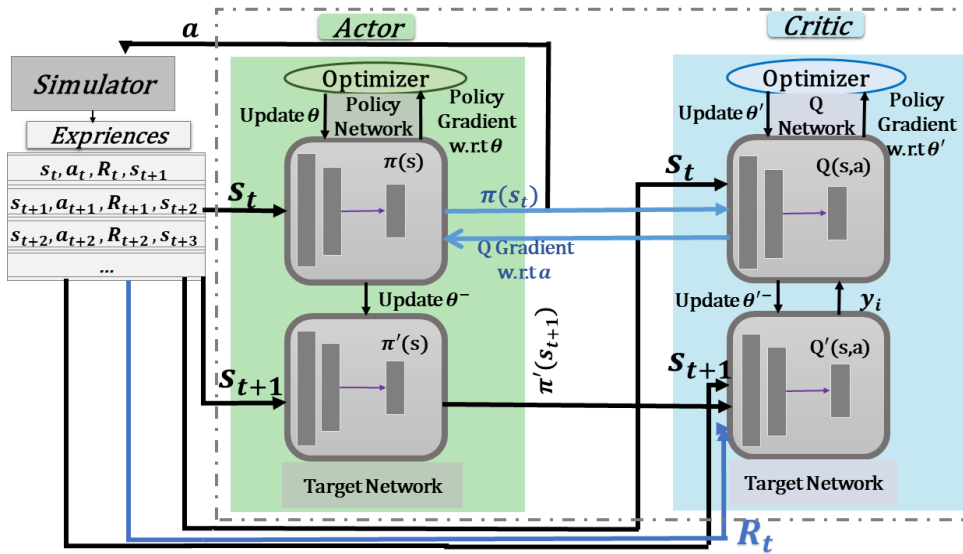 a
Actor
Critic
Simulator
Expriences
s_t, a_t, R_t, s_{t+1}
s_{t+1}, a_{t+1}, R_{t+1}, s_{t+2}
s_{t+2}, a_{t+2}, R_{t+2}, s_{t+3}
...
Optimizer
Update θ
Policy
Network
Policy
Gradient
w.r.t θ
π(s)
s_t
π(s_t)
Q Gradient
w.r.t a
Update θ⁻
π′(s)
s_{t+1}
π′(s_{t+1})
Target Network
Optimizer
Update θ′
Q
Network
Policy
Gradient
w.r.t θ′
s_t
Q(s,a)
Update θ′⁻
y_i
Q′(s,a)
s_{t+1}
Target Network
R_t